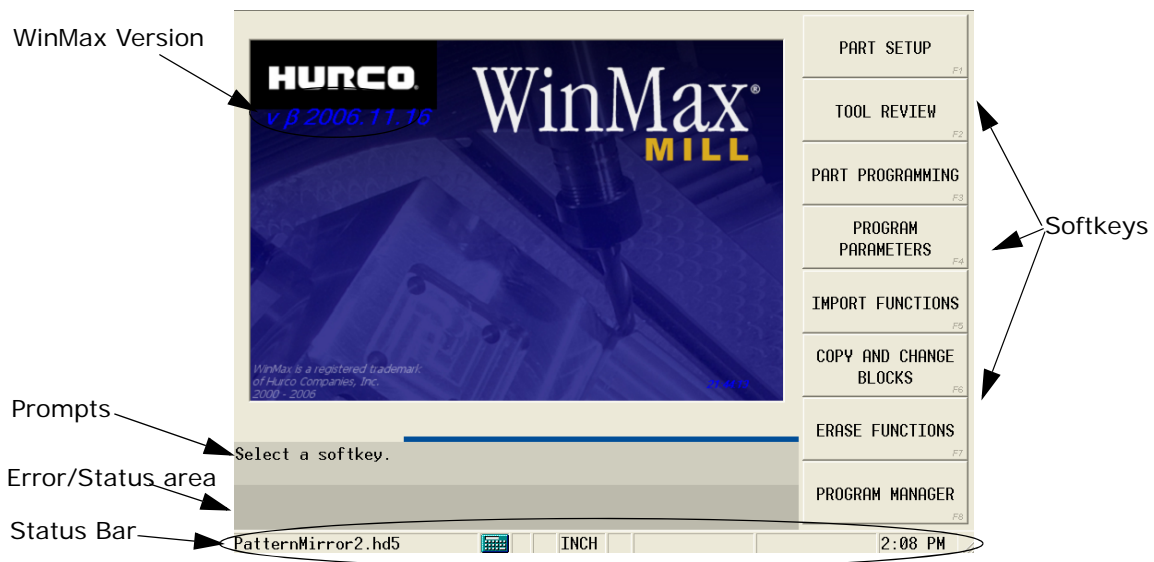 WinMax Version
HURCO
v β 2006.11.16
WinMax®
MILL
WinMax is a registered trademark
of Hurco Companies, Inc.
2000 - 2006
PART SETUP
F1
TOOL REVIEW
F2
PART PROGRAMMING
F3
PROGRAM
PARAMETERS
F4
IMPORT FUNCTIONS
F5
COPY AND CHANGE
BLOCKS
F6
ERASE FUNCTIONS
F7
PROGRAM MANAGER
F8
Softkeys
Prompts
Select a softkey.
Error/Status area
Status Bar
PatternMirror2.hd5
INCH
2:08 PM